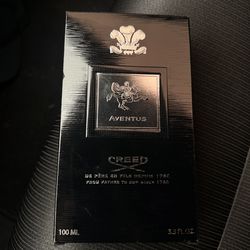 AVENTUS
CREED
DE PÈRE EN FILS DEPUIS 1760
FROM FATHER TO SON SINCE 1760
100 ML
3.3 FL.OZ